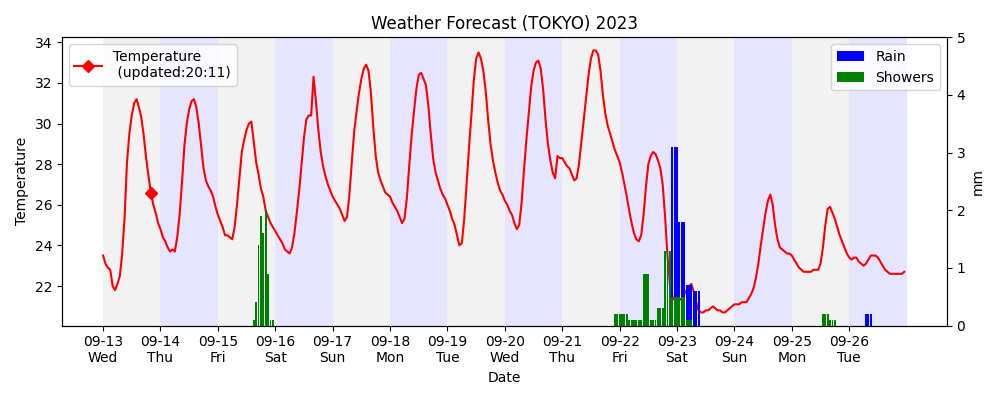 Weather Forecast (TOKYO) 2023
Temperature
(updated:20:11)
Rain
Showers
Temperature
34
32
30
28
26
24
22
5
4
3
2
1
0
mm
09-13 09-14 09-15 09-16 09-17 09-18 09-19 09-20 09-21 09-22 09-23 09-24 09-25 09-26
Wed Thu Fri Sat Sun Mon Tue Wed Thu Fri Sat Sun Mon Tue
Date